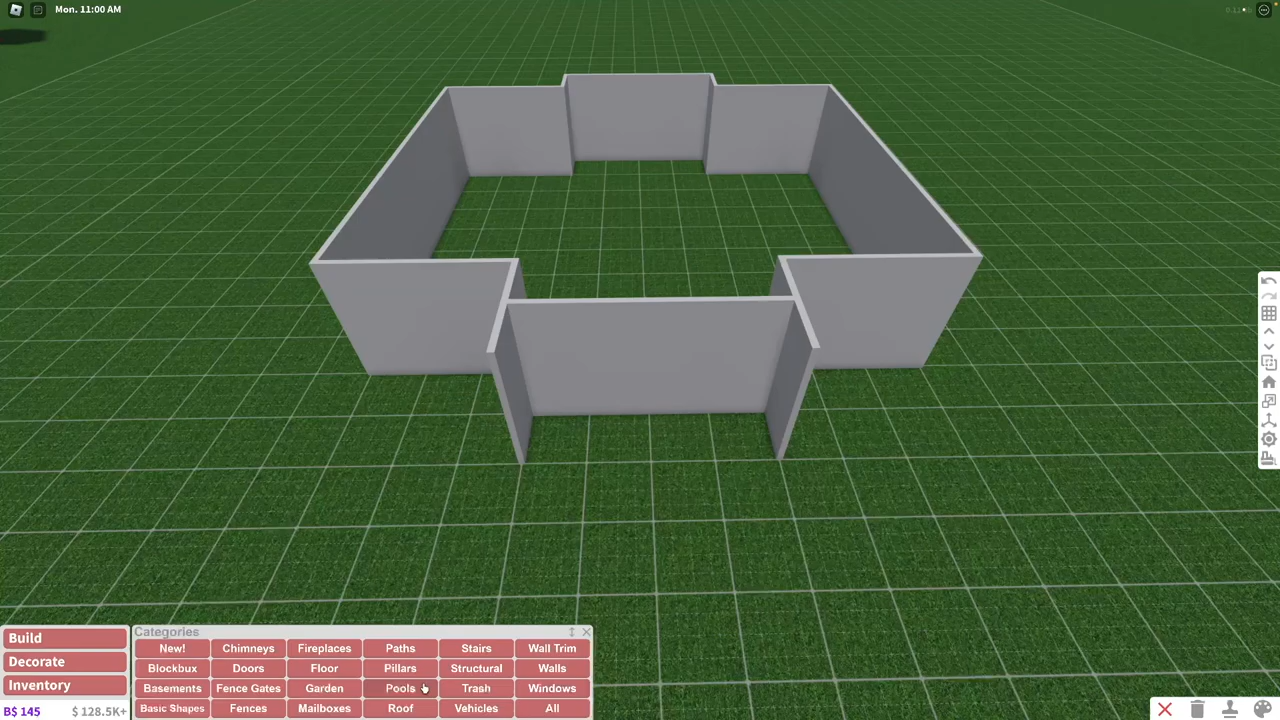 Mon. 11:00 AM
Build
Decorate
Inventory
B$ 145 $ 128.5K+
Categories
New! Chimneys Fireplaces Paths Stairs Wall Trim
Blockbux Doors Floor Pillars Structural Walls
Basements Fence Gates Garden Pools Trash Windows
Basic Shapes Fences Mailboxes Roof Vehicles All